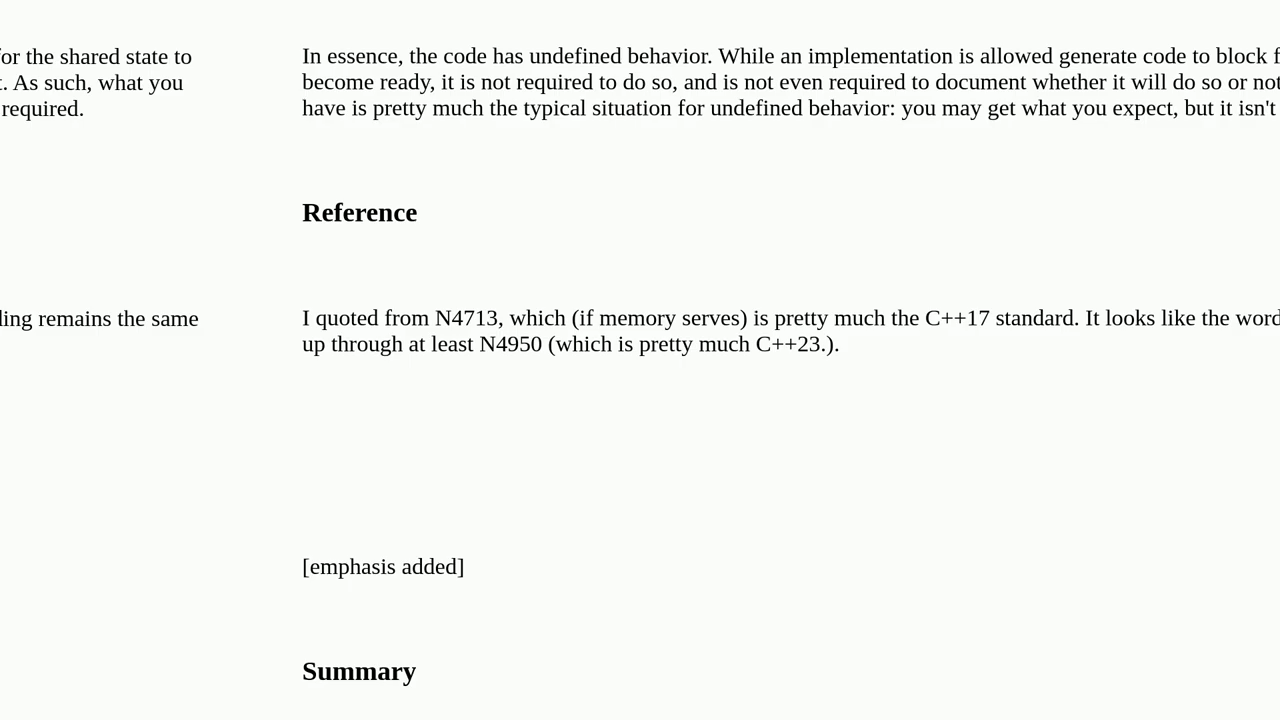 for the shared state to
. As such, what you
required.
In essence, the code has undefined behavior. While an implementation is allowed generate code to block f
become ready, it is not required to do so, and is not even required to document whether it will do so or not
have is pretty much the typical situation for undefined behavior: you may get what you expect, but it isn't
Reference
ling remains the same
I quoted from N4713, which (if memory serves) is pretty much the C++17 standard. It looks like the word
up through at least N4950 (which is pretty much C++23.).
[emphasis added]
Summary